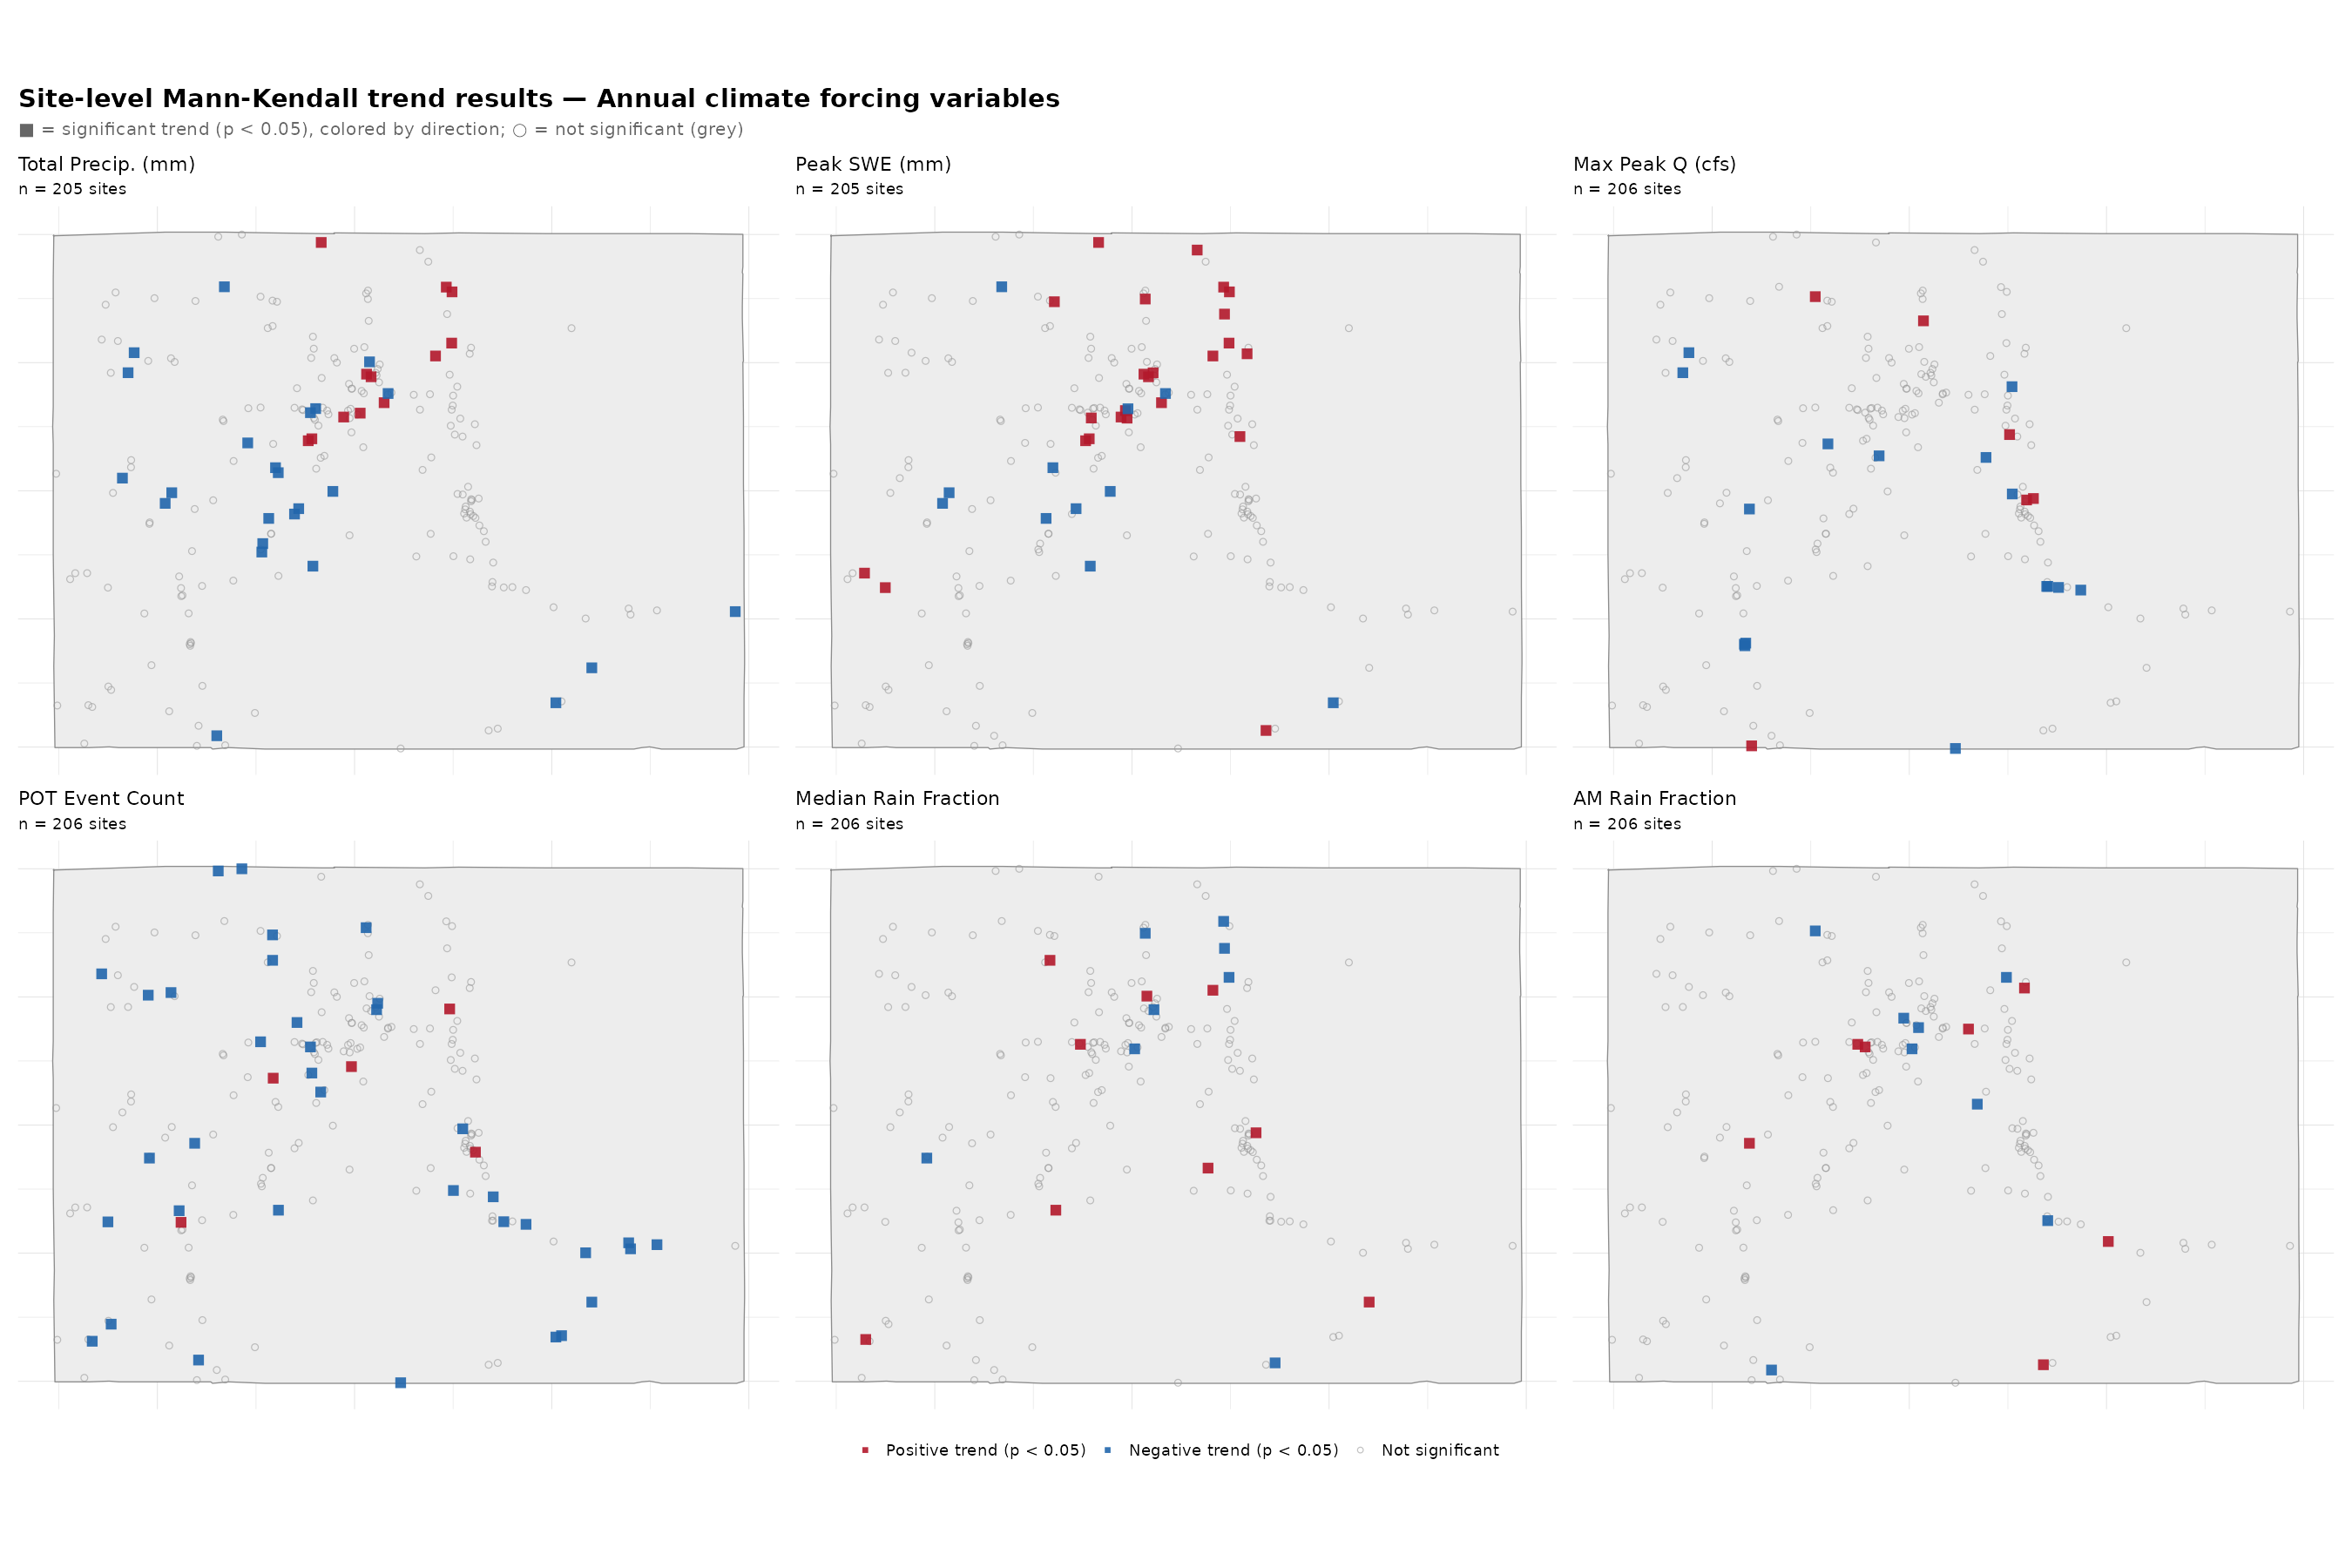 Site-level Mann-Kendall trend results — Annual climate forcing variables
■ = significant trend (p < 0.05), colored by direction; ○ = not significant (grey)
Total Precip. (mm)
n = 205 sites
Peak SWE (mm)
n = 205 sites
Max Peak Q (cfs)
n = 206 sites
POT Event Count
n = 206 sites
Median Rain Fraction
n = 206 sites
AM Rain Fraction
n = 206 sites
Positive trend (p < 0.05) Negative trend (p < 0.05) Not significant